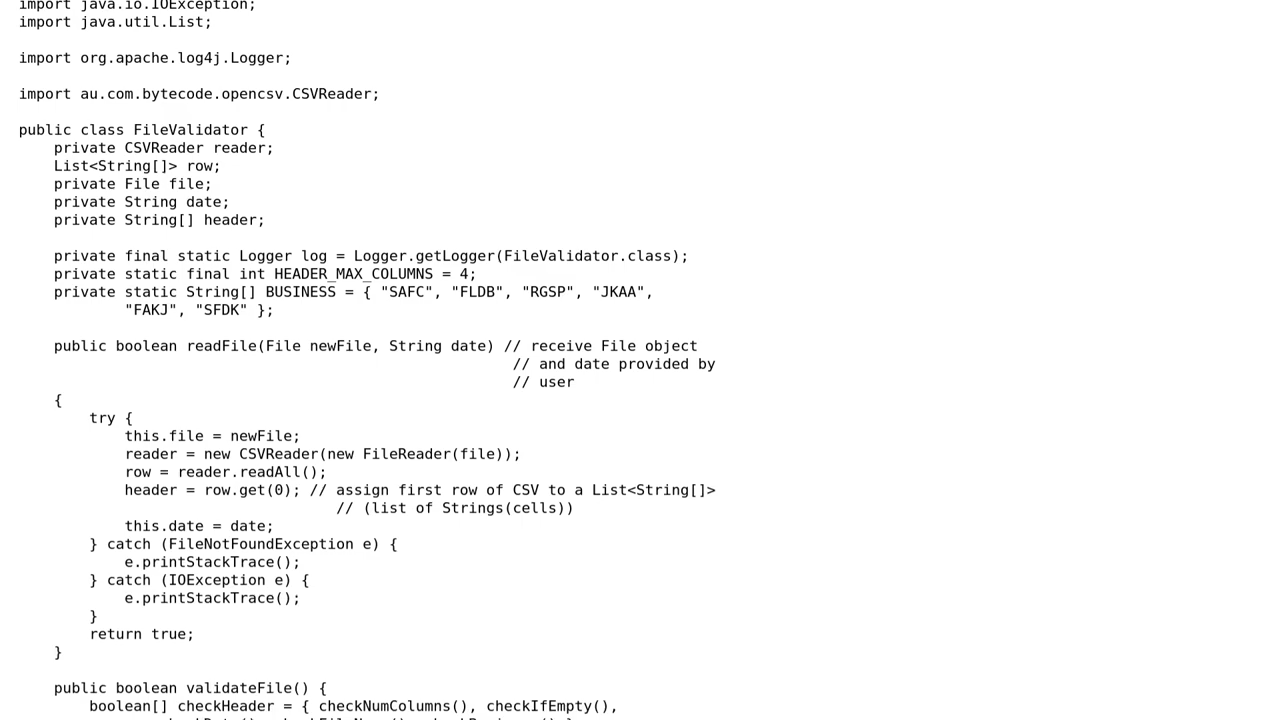 import java.io.IOException;
import java.util.List;
import org.apache.log4j.Logger;
import au.com.bytecode.opencsv.CSVReader;
public class FileValidator {
    private CSVReader reader;
    List<String[]> row;
    private File file;
    private String date;
    private String[] header;
    private final static Logger log = Logger.getLogger(FileValidator.class);
    private static final int HEADER_MAX_COLUMNS = 4;
    private static String[] BUSINESS = { "SAFC", "FLDB", "RGSP", "JKAA",
            "FAKJ", "SFDK" };
    public boolean readFile(File newFile, String date) // receive File object
                                                        // and date provided by
                                                        // user
    {
        try {
            this.file = newFile;
            reader = new CSVReader(new FileReader(file));
            row = reader.readAll();
            header = row.get(0); // assign first row of CSV to a List<String[]>
                                    // (list of Strings(cells))
            this.date = date;
        } catch (FileNotFoundException e) {
            e.printStackTrace();
        } catch (IOException e) {
            e.printStackTrace();
        }
        return true;
    }
    public boolean validateFile() {
        boolean[] checkHeader = { checkNumColumns(), checkIfEmpty(),